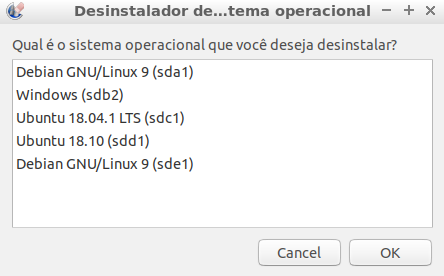 Desinstalador de...tema operacional
Qual é o sistema operacional que você deseja desinstalar?
Debian GNU/Linux 9 (sda1)
Windows (sdb2)
Ubuntu 18.04.1 LTS (sdc1)
Ubuntu 18.10 (sdd1)
Debian GNU/Linux 9 (sde1)
Cancel OK